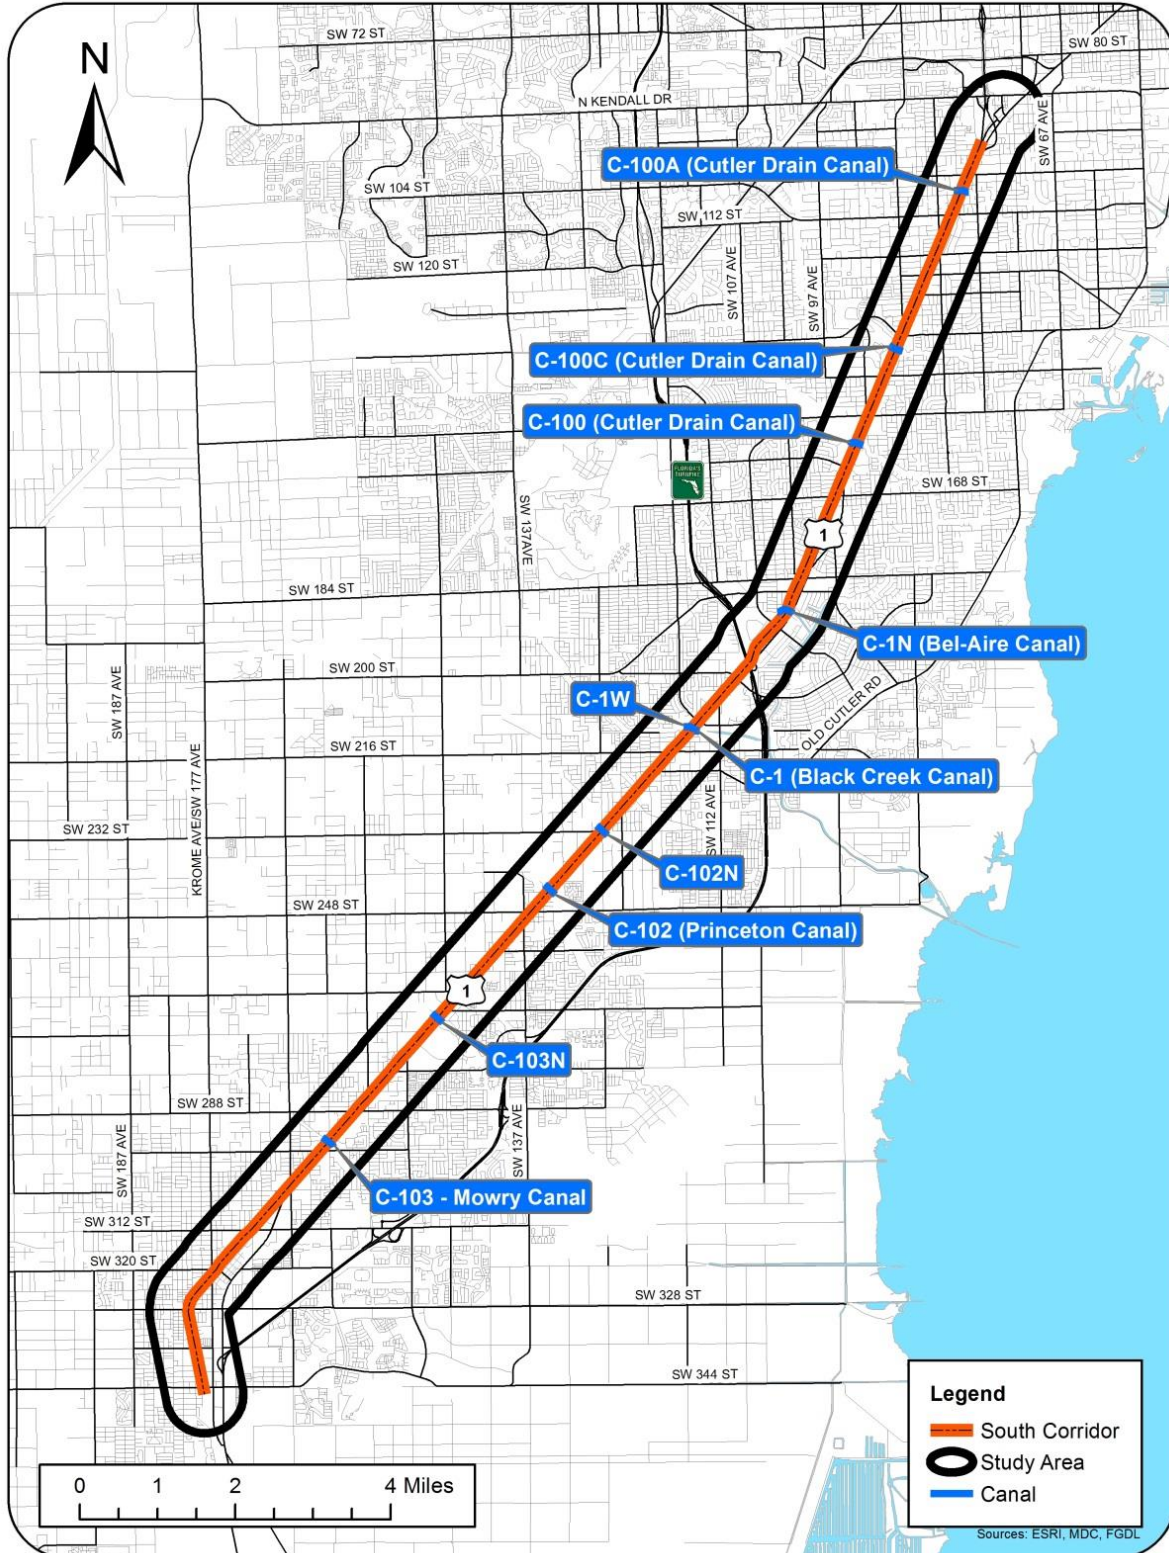 SW 72 ST
SW 80 ST
N
N KENDALL DR
SW 67 AVE
C-100A (Cutler Drain Canal)
SW 104 ST
SW 112 ST
SW 120 ST
SW 107 AVE
SW 97 AVE
C-100C (Cutler Drain Canal)
C-100 (Cutler Drain Canal)
FLORIDA'S
TURNPIKE
SW 168 ST
SW 137AVE
1
SW 184 ST
C-1N (Bel-Aire Canal)
SW 200 ST
SW 187 AVE
C-1W
OLD CUTLER RD
SW 216 ST
KROME AVE/SW 177 AVE
C-1 (Black Creek Canal)
SW 112 AVE
SW 232 ST
C-102N
SW 248 ST
C-102 (Princeton Canal)
1
C-103N
SW 288 ST
SW 137 AVE
SW 187 AVE
C-103 - Mowry Canal
SW 312 ST
SW 320 ST
SW 328 ST
SW 344 ST
Legend
South Corridor
Study Area
Canal
0 1 2 4 Miles
Sources: ESRI, MDC, FGDL